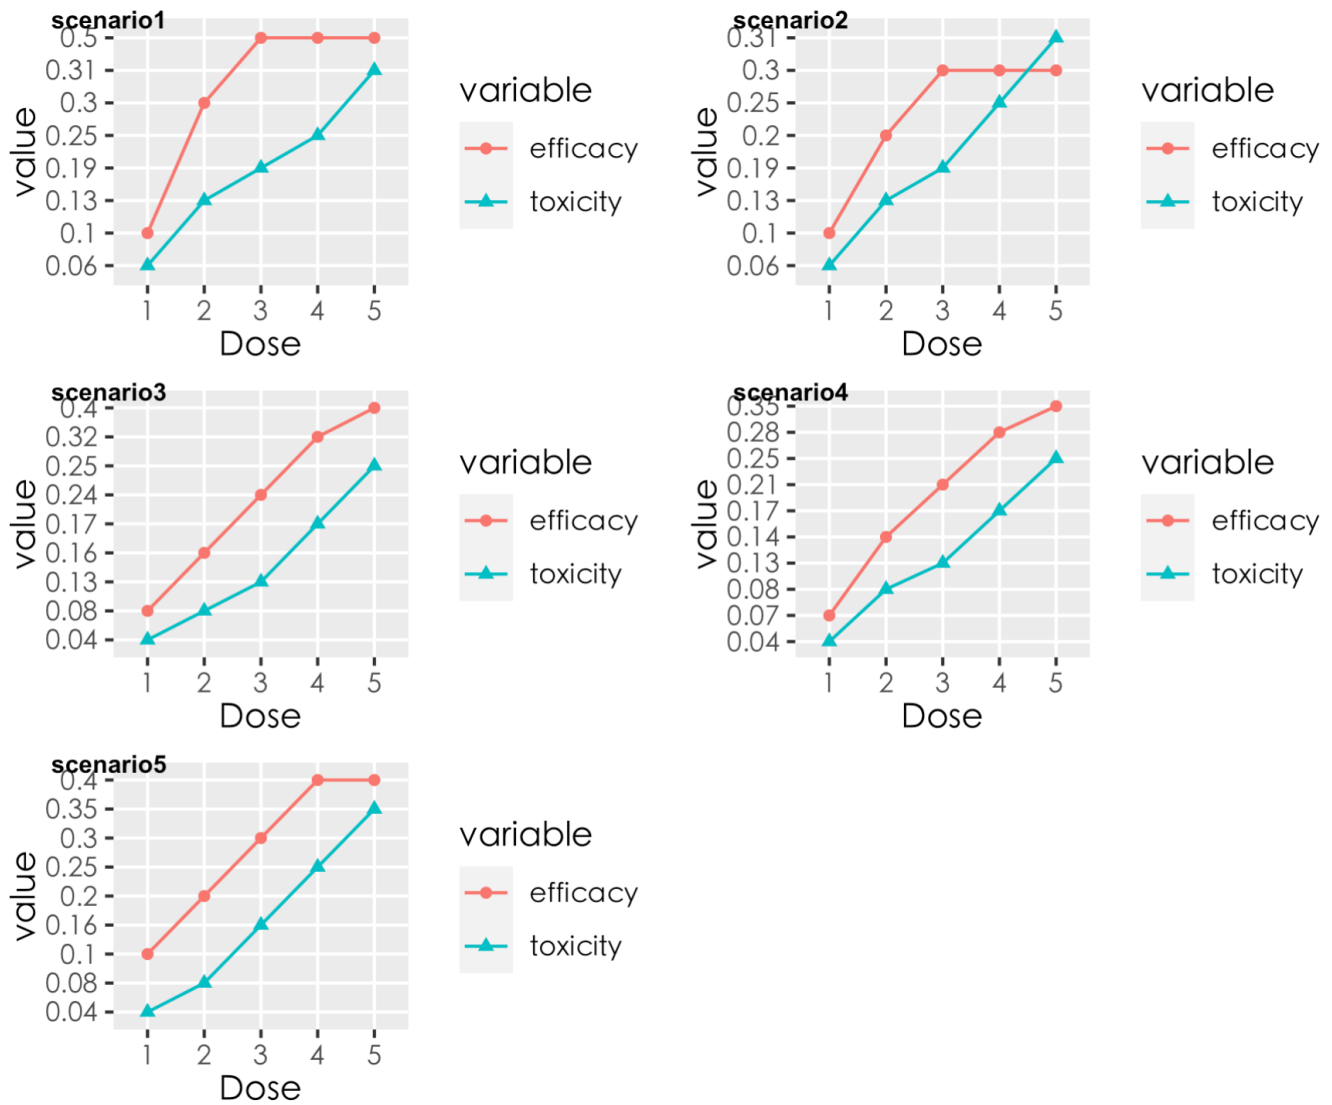 scenario1
0.5
0.31
0.3
0.25
0.19
0.13
0.1
0.06
value
1 2 3 4 5
Dose
variable
efficacy
toxicity
scenario2
0.31
0.3
0.25
0.2
0.19
0.13
0.1
0.06
value
1 2 3 4 5
Dose
variable
efficacy
toxicity
scenario3
0.4
0.32
0.25
0.24
0.17
0.16
0.13
0.08
0.04
value
1 2 3 4 5
Dose
variable
efficacy
toxicity
scenario4
0.35
0.28
0.25
0.21
0.17
0.14
0.13
0.08
0.07
0.04
value
1 2 3 4 5
Dose
variable
efficacy
toxicity
scenario5
0.4
0.35
0.3
0.25
0.2
0.16
0.1
0.08
0.04
value
1 2 3 4 5
Dose
variable
efficacy
toxicity